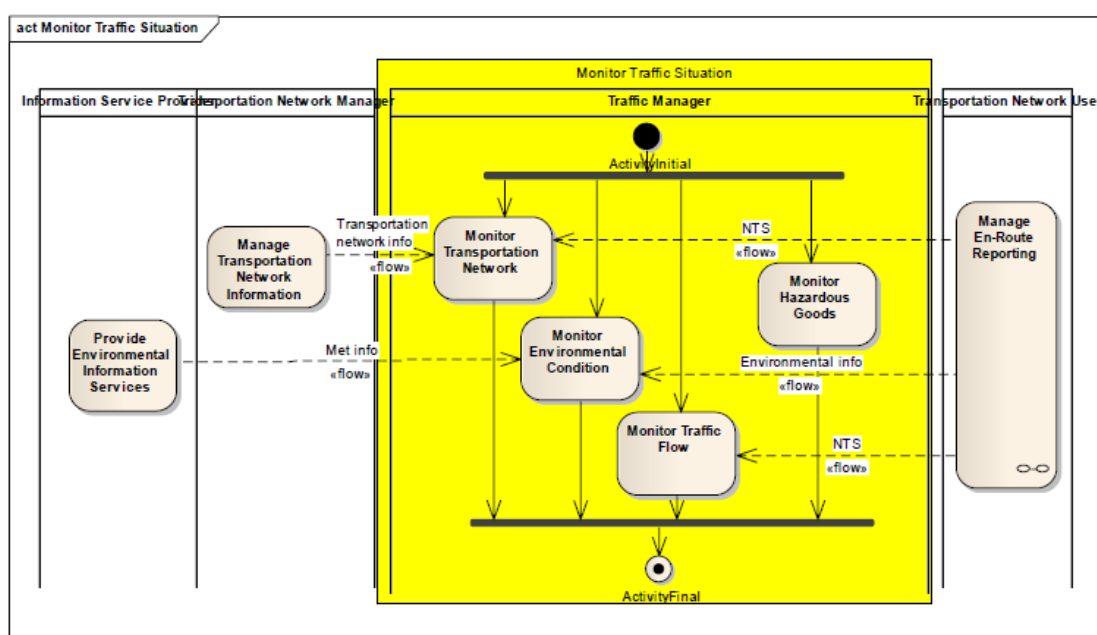 act Monitor Traffic Situation
Monitor Traffic Situation
Information Service Provider
Transportation Network Manager
Traffic Manager
Transportation Network User
ActivityInitial
Transportation
network info
«flow»
Manage
Transportation
Network
Information
Monitor
Transportation
Network
NTS
«flow»
Manage
En-Route
Reporting
Monitor
Hazardous
Goods
Provide
Environmental
Information
Services
Met info
«flow»
Monitor
Environmental
Condition
Environmental info
«flow»
Monitor Traffic
Flow
NTS
«flow»
ActivityFinal